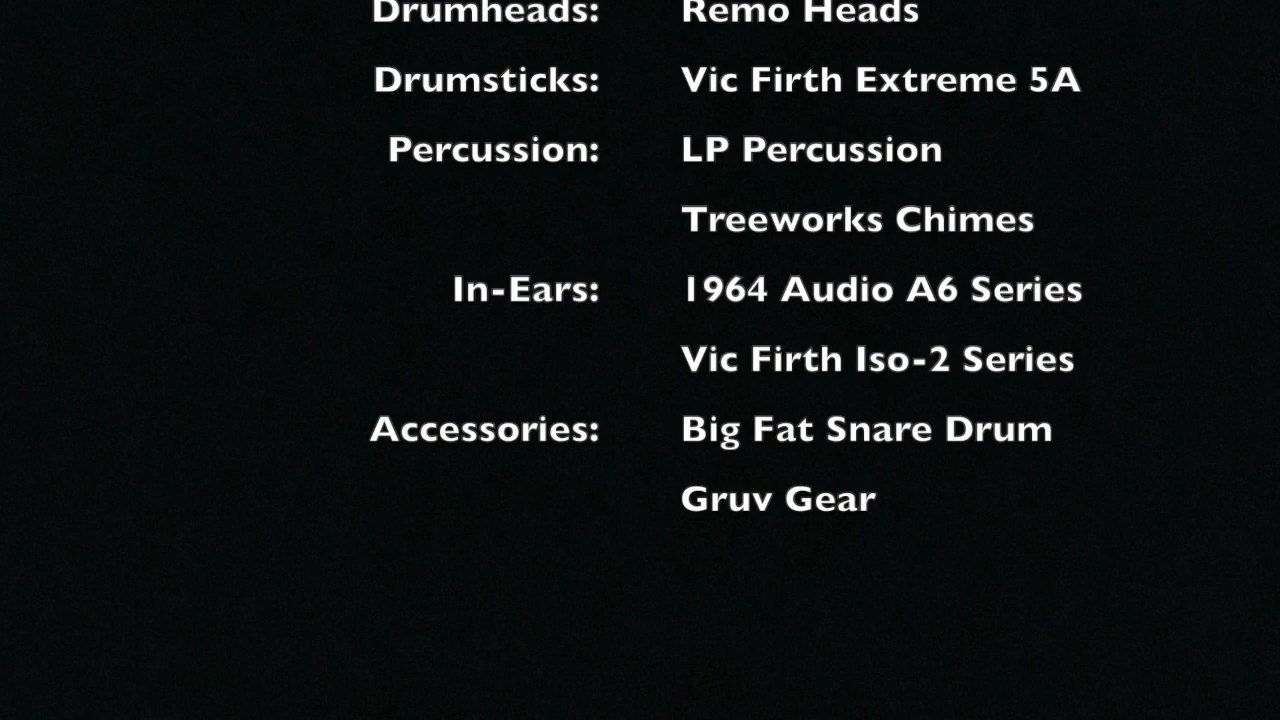 Drumheads: Remo Heads
Drumsticks: Vic Firth Extreme 5A
Percussion: LP Percussion
Treeworks Chimes
In-Ears: 1964 Audio A6 Series
Vic Firth Iso-2 Series
Accessories: Big Fat Snare Drum
Gruv Gear